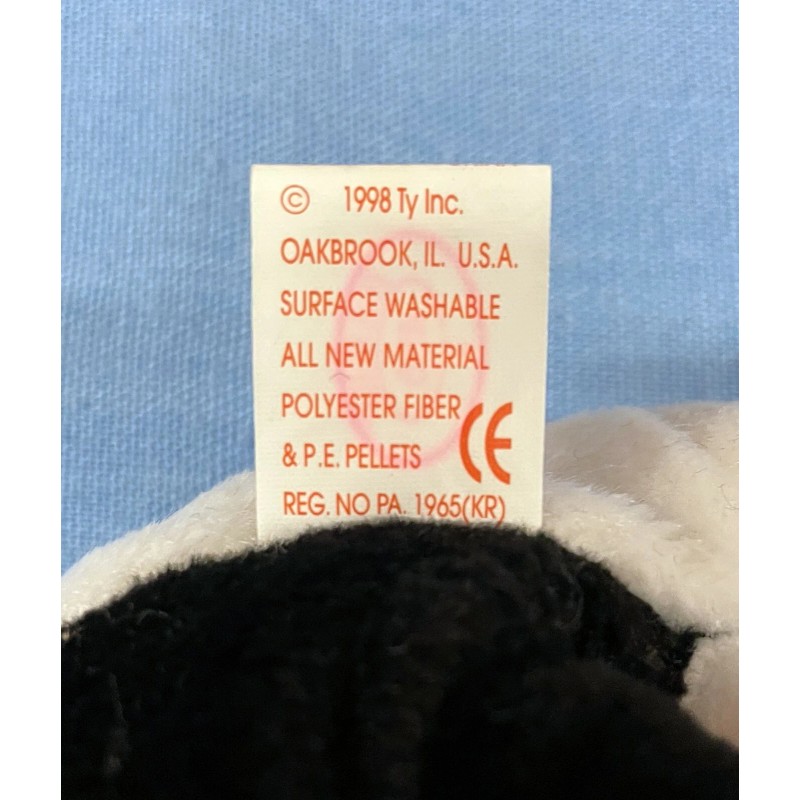 © 1998 Ty Inc.
OAKBROOK, IL. U.S.A.
SURFACE WASHABLE
ALL NEW MATERIAL
POLYESTER FIBER
& P.E. PELLETS CE
REG. NO PA. 1965(KR)